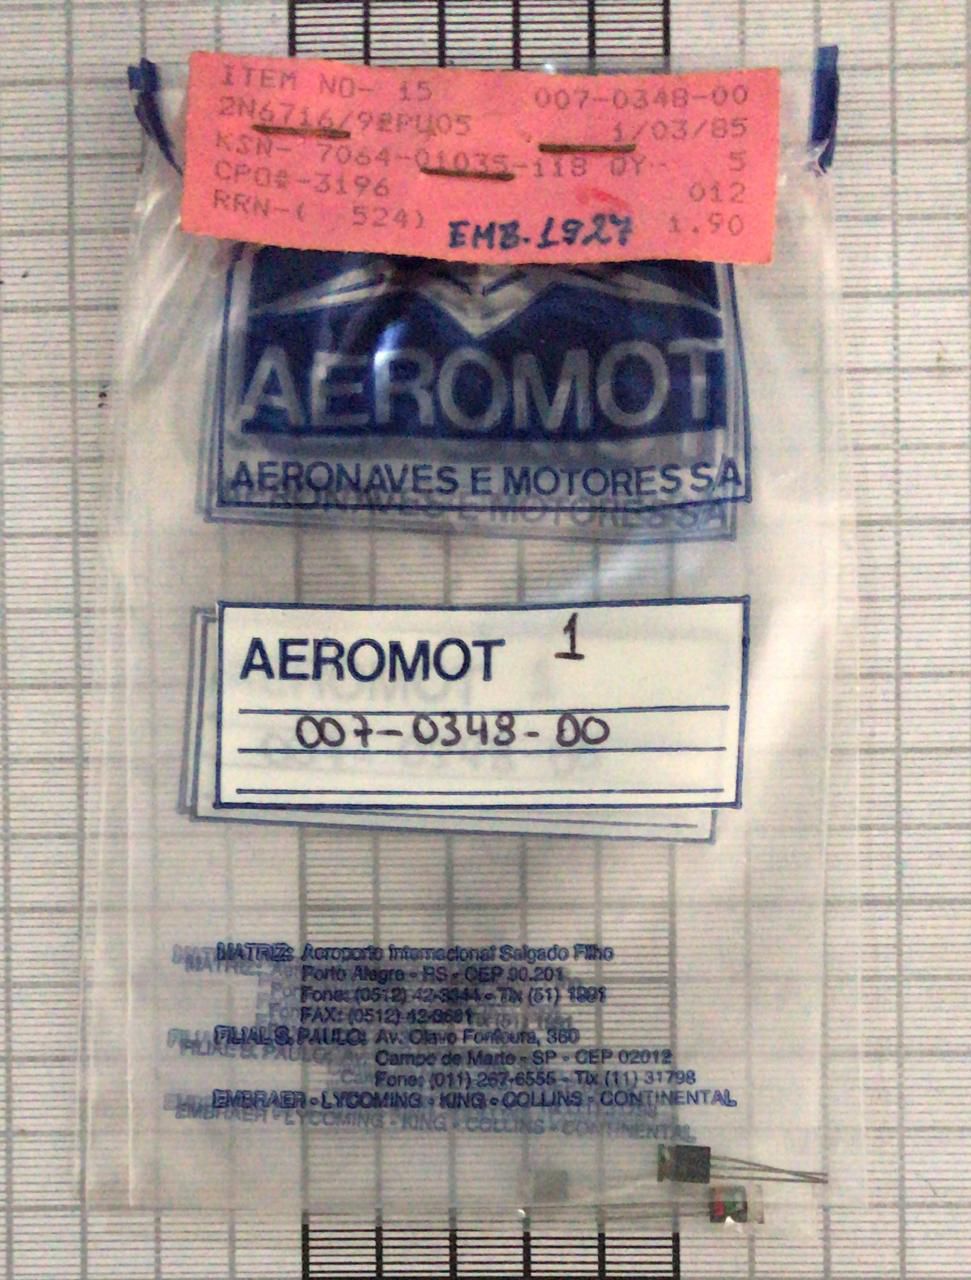 ITEM NO- 15 007-0348-00
2N6716/92PU05 1/03/85
KSN- 7064-01035-118 QY- 5
CPO#-3196 012
RRN-( 524) EMB.1927 1.90
AEROMOT
AERONAVES E MOTORES SA
AEROMOT 1
007-0348-00
MATRIZ: Aeroporto Internacional Salgado Filho
Porto Alegre - RS - CEP 90.201
Fone: (0512) 42-3344 - Tlx (51) 1991
FAX: (0512) 42-3681
FILIAL S. PAULO: Av. Olavo Fontoura, 360
Campo de Marte - SP - CEP 02012
Fone: (011) 267-6555 - Tlx (11) 31798
EMBRAER - LYCOMING - KING - COLLINS - CONTINENTAL